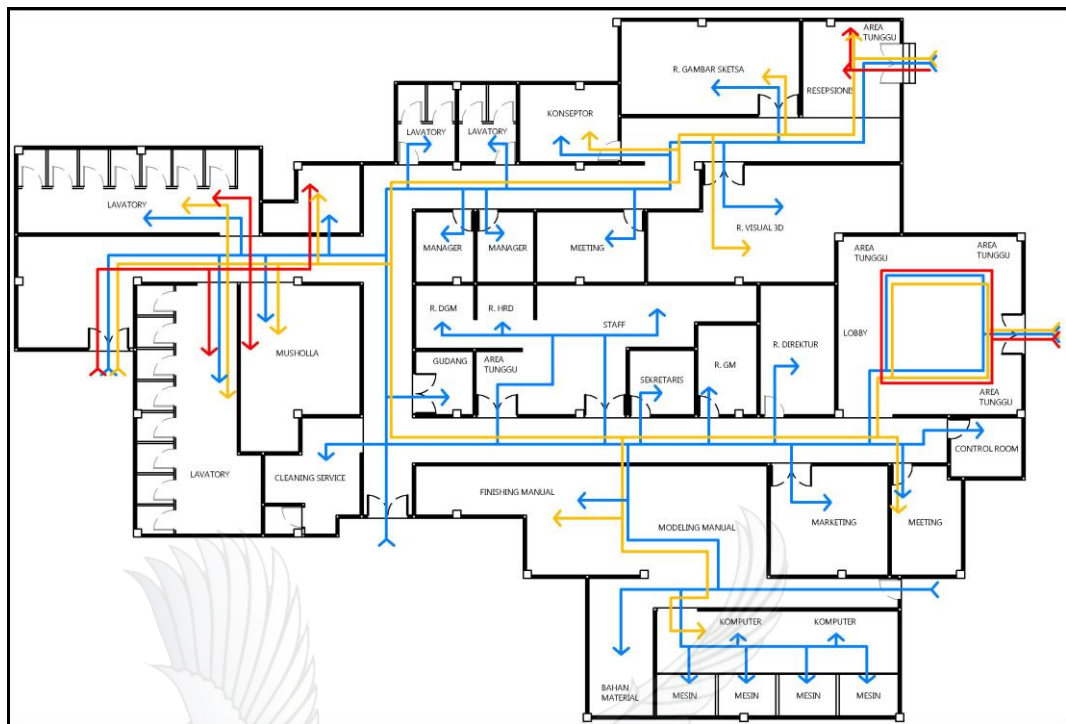 AREA
TUNGGU
R. GAMBAR SKETSA
RESEPSIONIS
KONSEPTOR
LAVATORY
LAVATORY
LAVATORY
R. VISUAL 3D
MANAGER
MANAGER
MEETING
AREA
TUNGGU
AREA
TUNGGU
R. DGM
R. HRD
STAFF
LOBBY
MUSHOLLA
GUDANG
AREA
TUNGGU
R. DIREKTUR
R. GM
SEKRETARIS
AREA
TUNGGU
CONTROL ROOM
LAVATORY
CLEANING SERVICE
FINISHING MANUAL
MODELING MANUAL
MARKETING
MEETING
KOMPUTER
KOMPUTER
BAHAN
MATERIAL
MESIN
MESIN
MESIN
MESIN